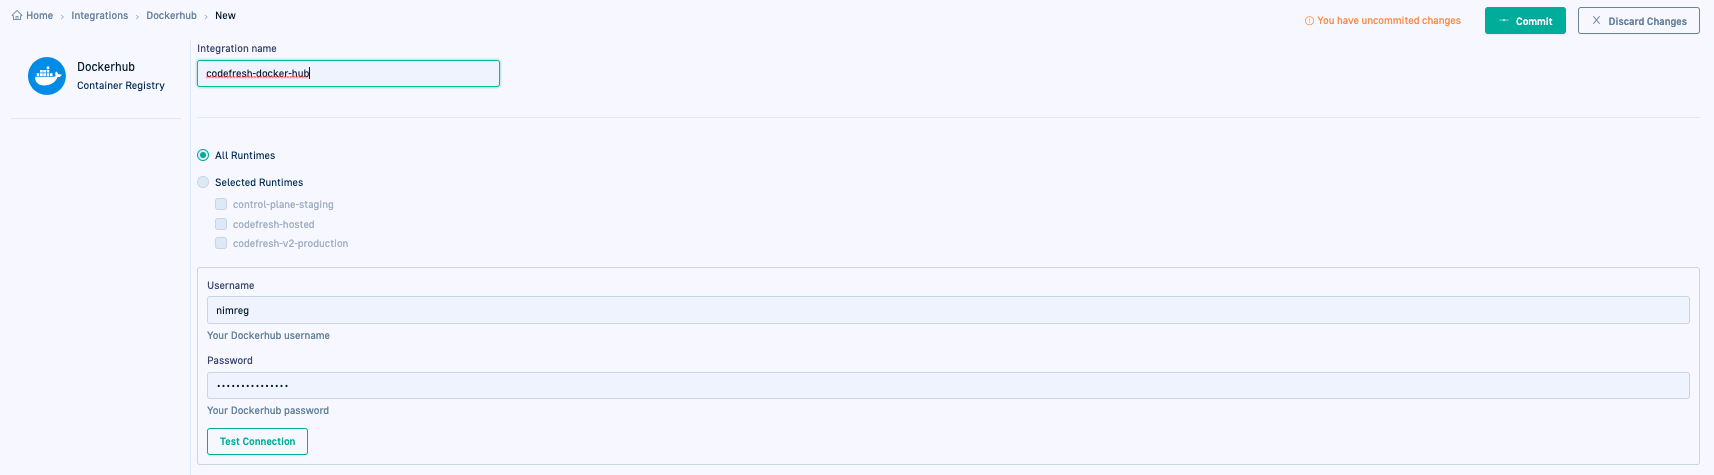 Home › Integrations › Dockerhub › New
You have uncommited changes
Commit
Discard Changes
Dockerhub
Container Registry
Integration name
codefresh-docker-hub
All Runtimes
Selected Runtimes
control-plane-staging
codefresh-hosted
codefresh-v2-production
Username
nimreg
Your Dockerhub username
Password
•••••••••••••••
Your Dockerhub password
Test Connection